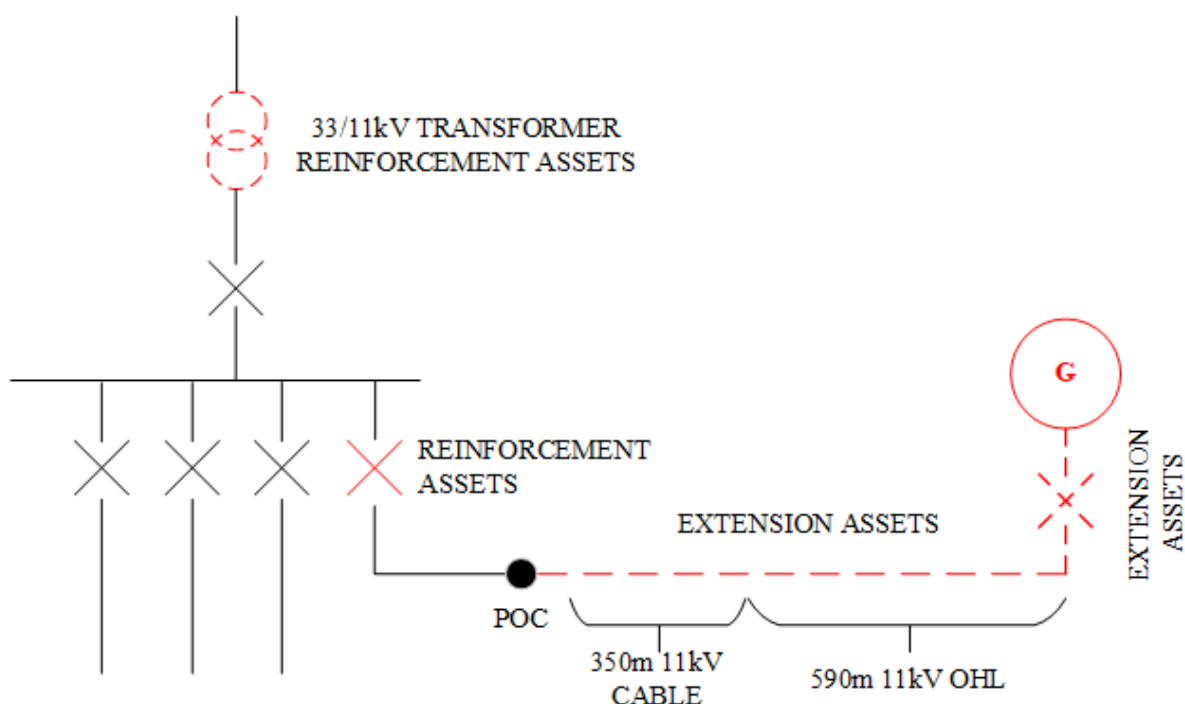 33/11kV TRANSFORMER
REINFORCEMENT ASSETS
G
REINFORCEMENT
ASSETS
EXTENSION ASSETS
EXTENSION
ASSETS
POC
350m 11kV
CABLE
590m 11kV OHL